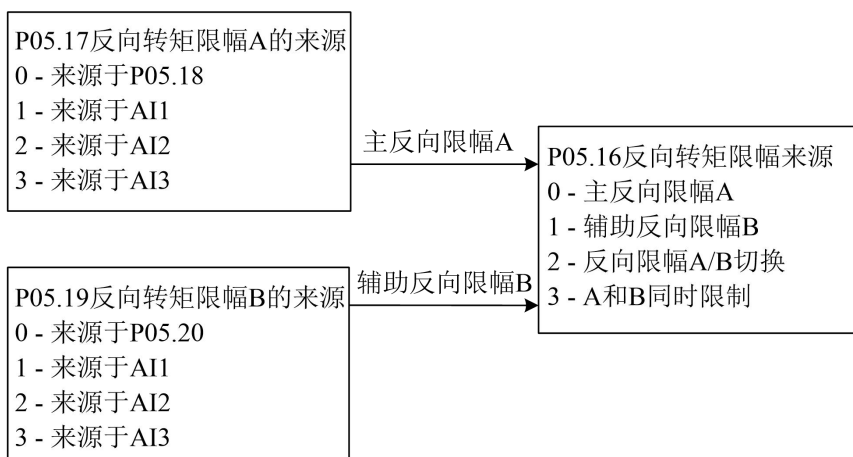 P05.17反向转矩限幅A的来源
0 - 来源于P05.18
1 - 来源于AI1
2 - 来源于AI2
3 - 来源于AI3
主反向限幅A
P05.19反向转矩限幅B的来源
0 - 来源于P05.20
1 - 来源于AI1
2 - 来源于AI2
3 - 来源于AI3
辅助反向限幅B
P05.16反向转矩限幅来源
0 - 主反向限幅A
1 - 辅助反向限幅B
2 - 反向限幅A/B切换
3 - A和B同时限制